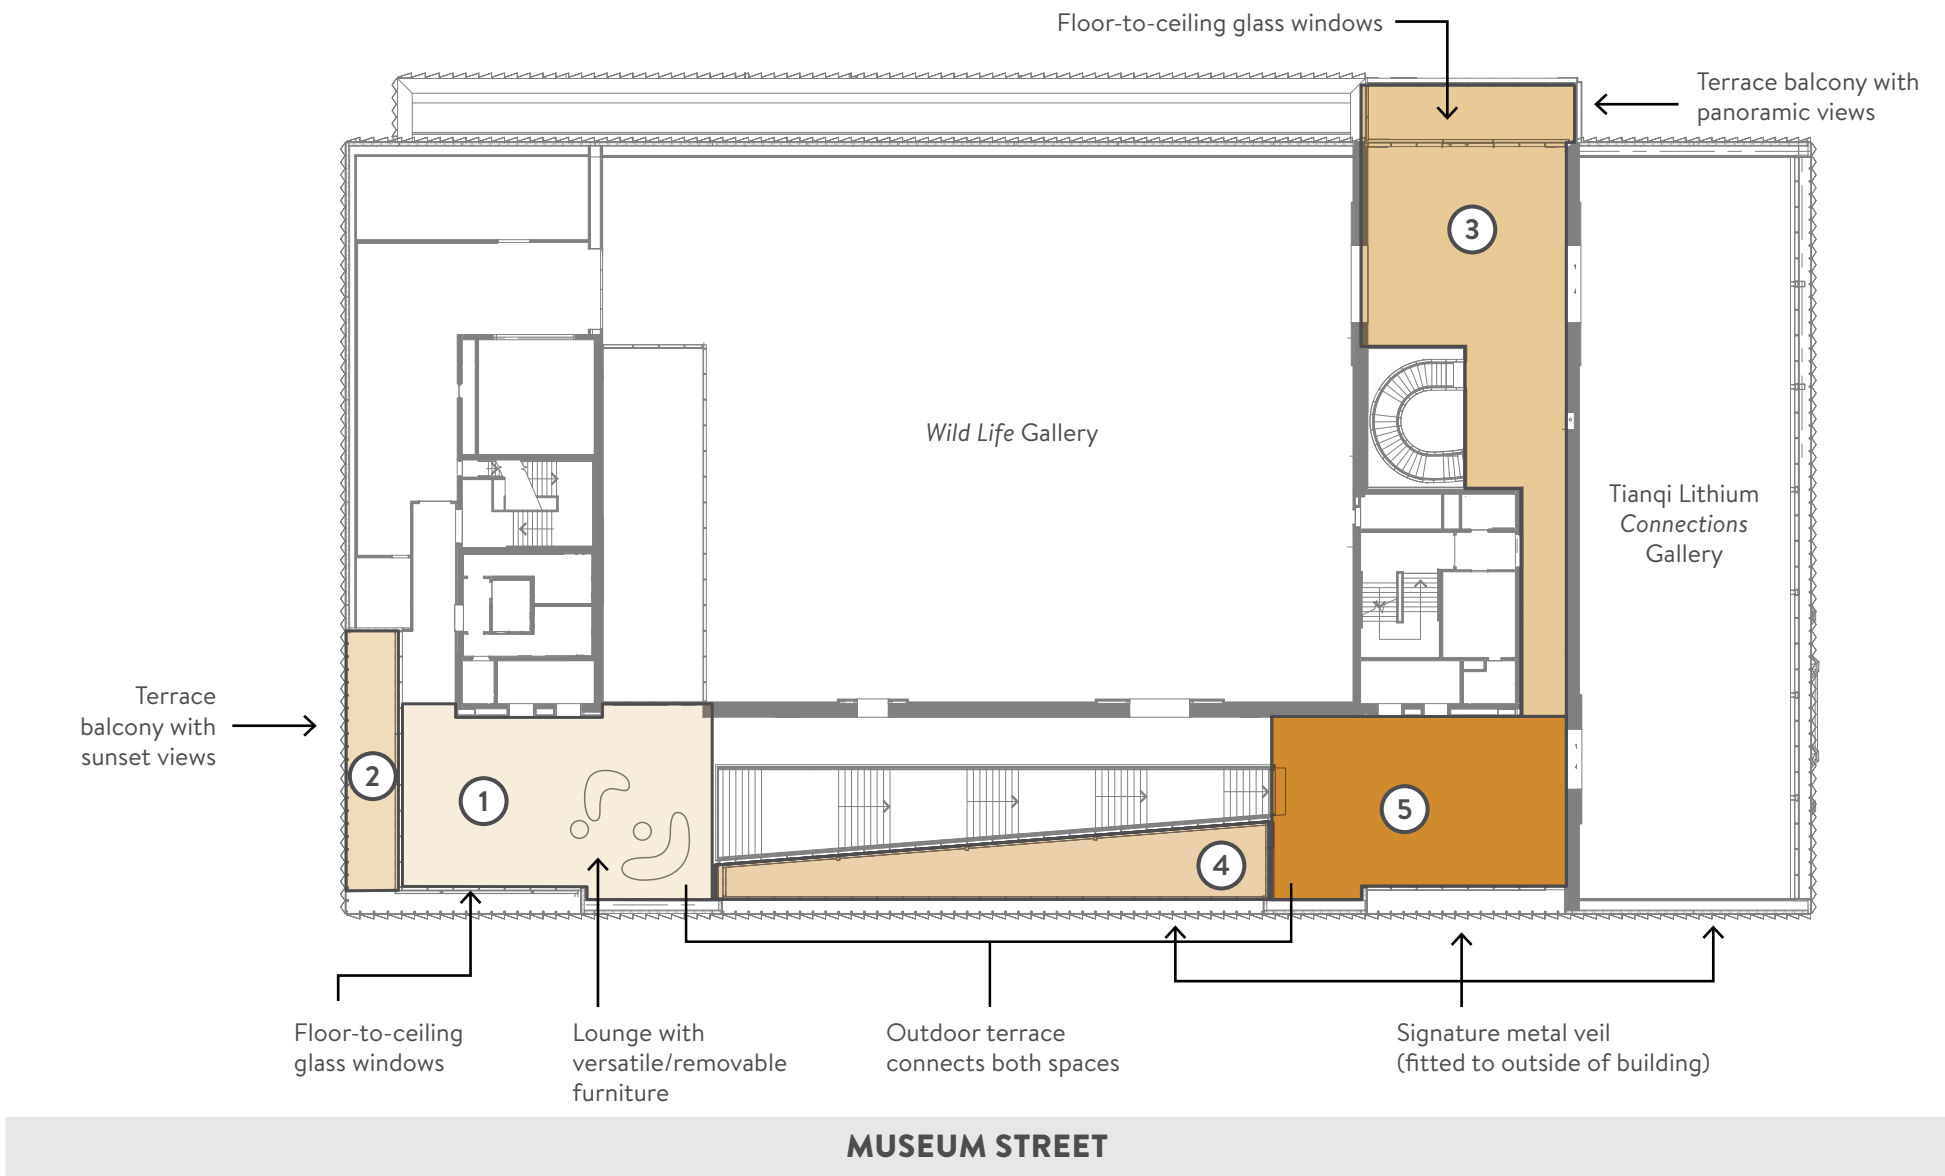 Floor-to-ceiling glass windows
Terrace balcony with
panoramic views
3
Wild Life Gallery
Tianqi Lithium
Connections
Gallery
Terrace
balcony with
sunset views
2
1
4
5
Floor-to-ceiling
glass windows
Lounge with
versatile/removable
furniture
Outdoor terrace
connects both spaces
Signature metal veil
(fitted to outside of building)
MUSEUM STREET